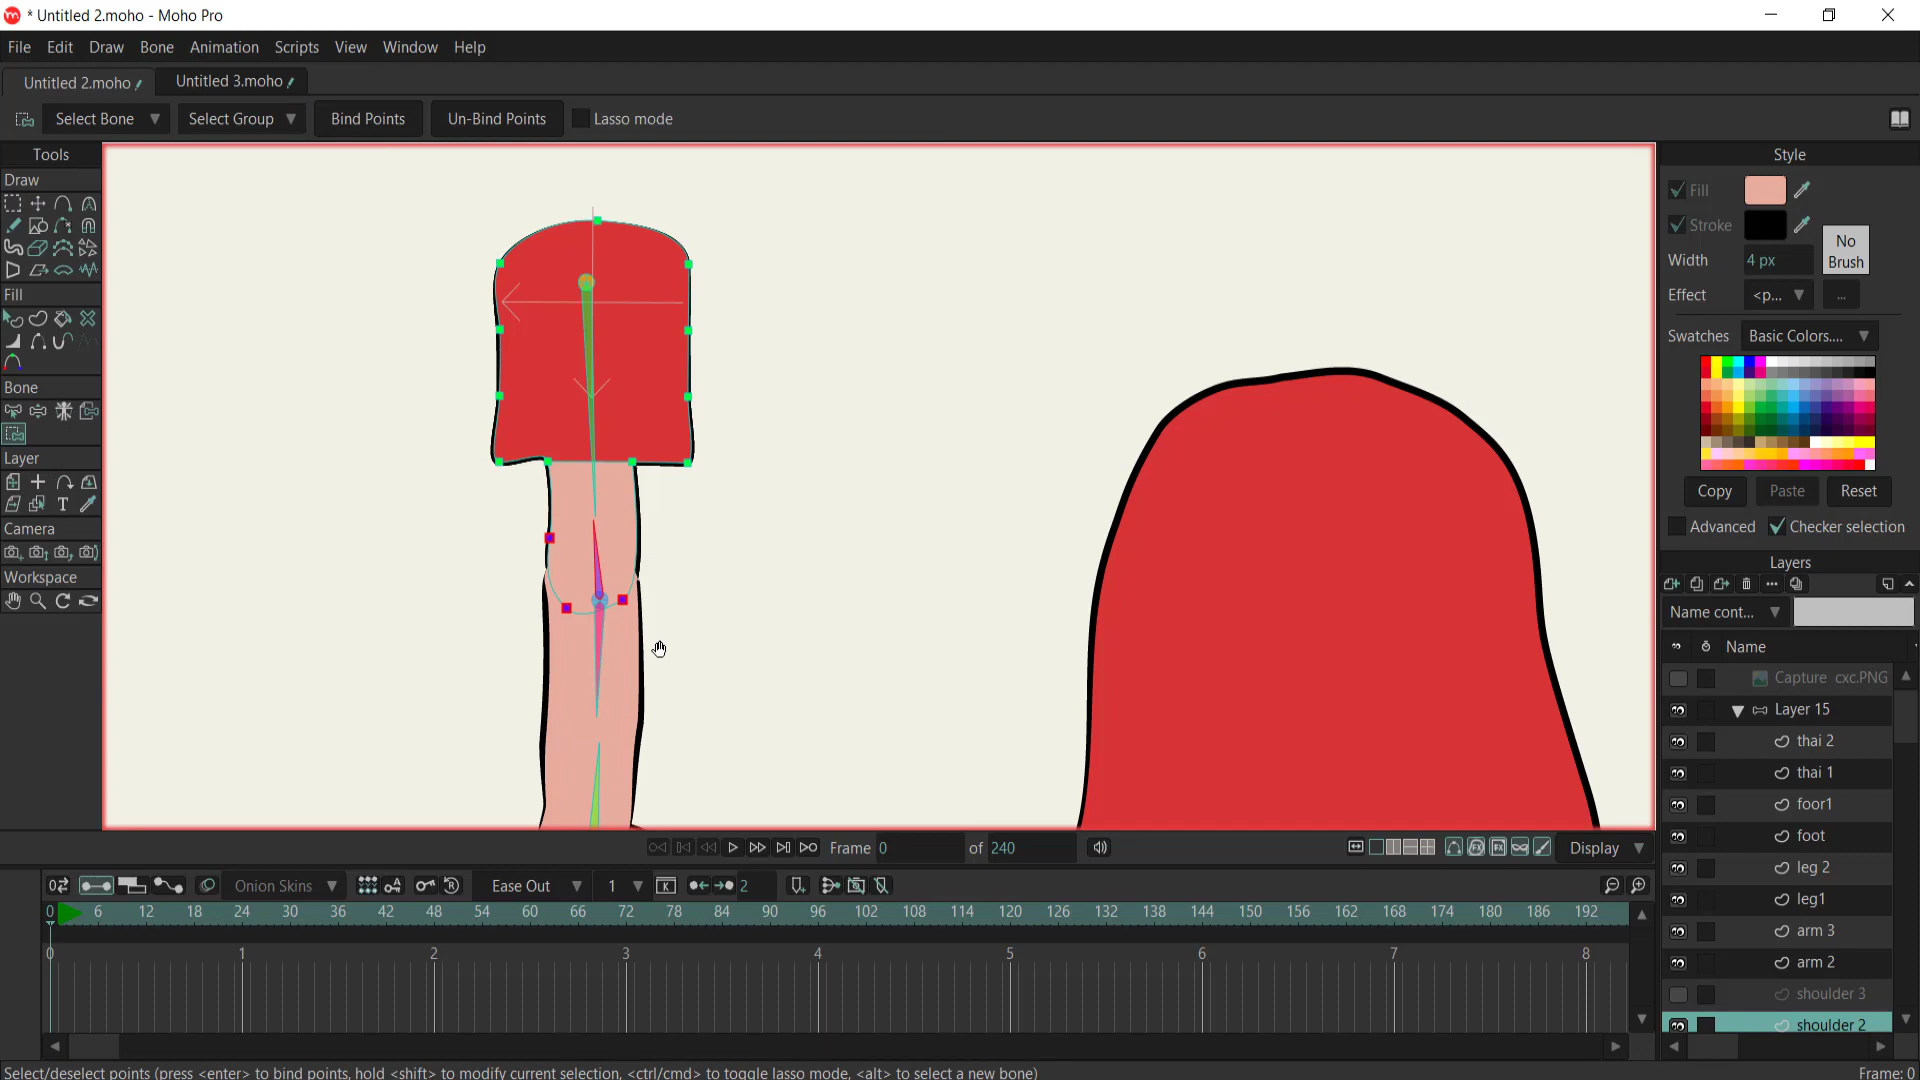 * Untitled 2.moho - Moho Pro
File Edit Draw Bone Animation Scripts View Window Help
Untitled 2.moho Untitled 3.moho
Select Bone Select Group Bind Points Un-Bind Points Lasso mode
Tools
Draw
Fill
Bone
Layer
Camera
Workspace
Style
Fill
Stroke
No
Brush
Width 4 px
Effect <p... ...
Swatches Basic Colors....
Copy Paste Reset
Advanced Checker selection
Layers
Name cont...
Name
Capture cxc.PNG
Layer 15
thai 2
thai 1
foor1
foot
leg 2
leg1
arm 3
arm 2
shoulder 3
shoulder 2
Frame 0 of 240 Display
Onion Skins Ease Out 1 2
0 6 12 18 24 30 36 42 48 54 60 66 72 78 84 90 96 102 108 114 120 126 132 138 144 150 156 162 168 174 180 186 192
0 1 2 3 4 5 6 7 8
Select/deselect points (press <enter> to bind points, hold <shift> to modify current selection, <ctrl/cmd> to toggle lasso mode, <alt> to select a new bone) Frame: 0